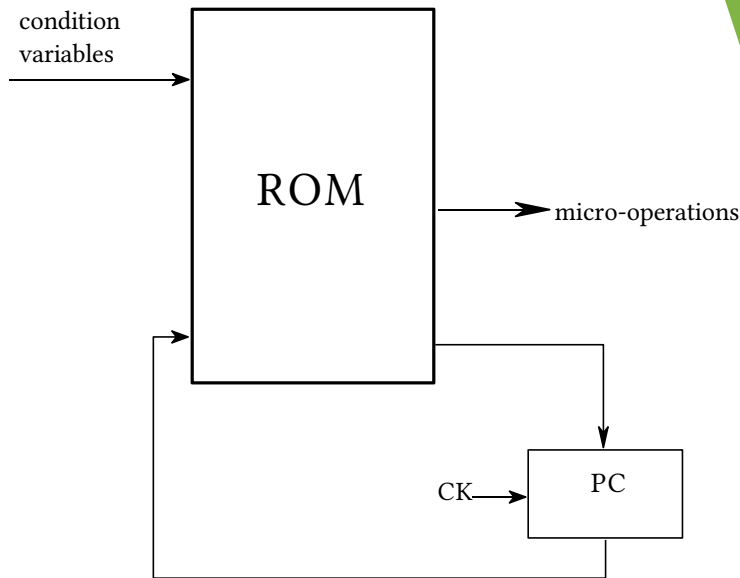 condition
variables
ROM
micro-operations
CK
PC